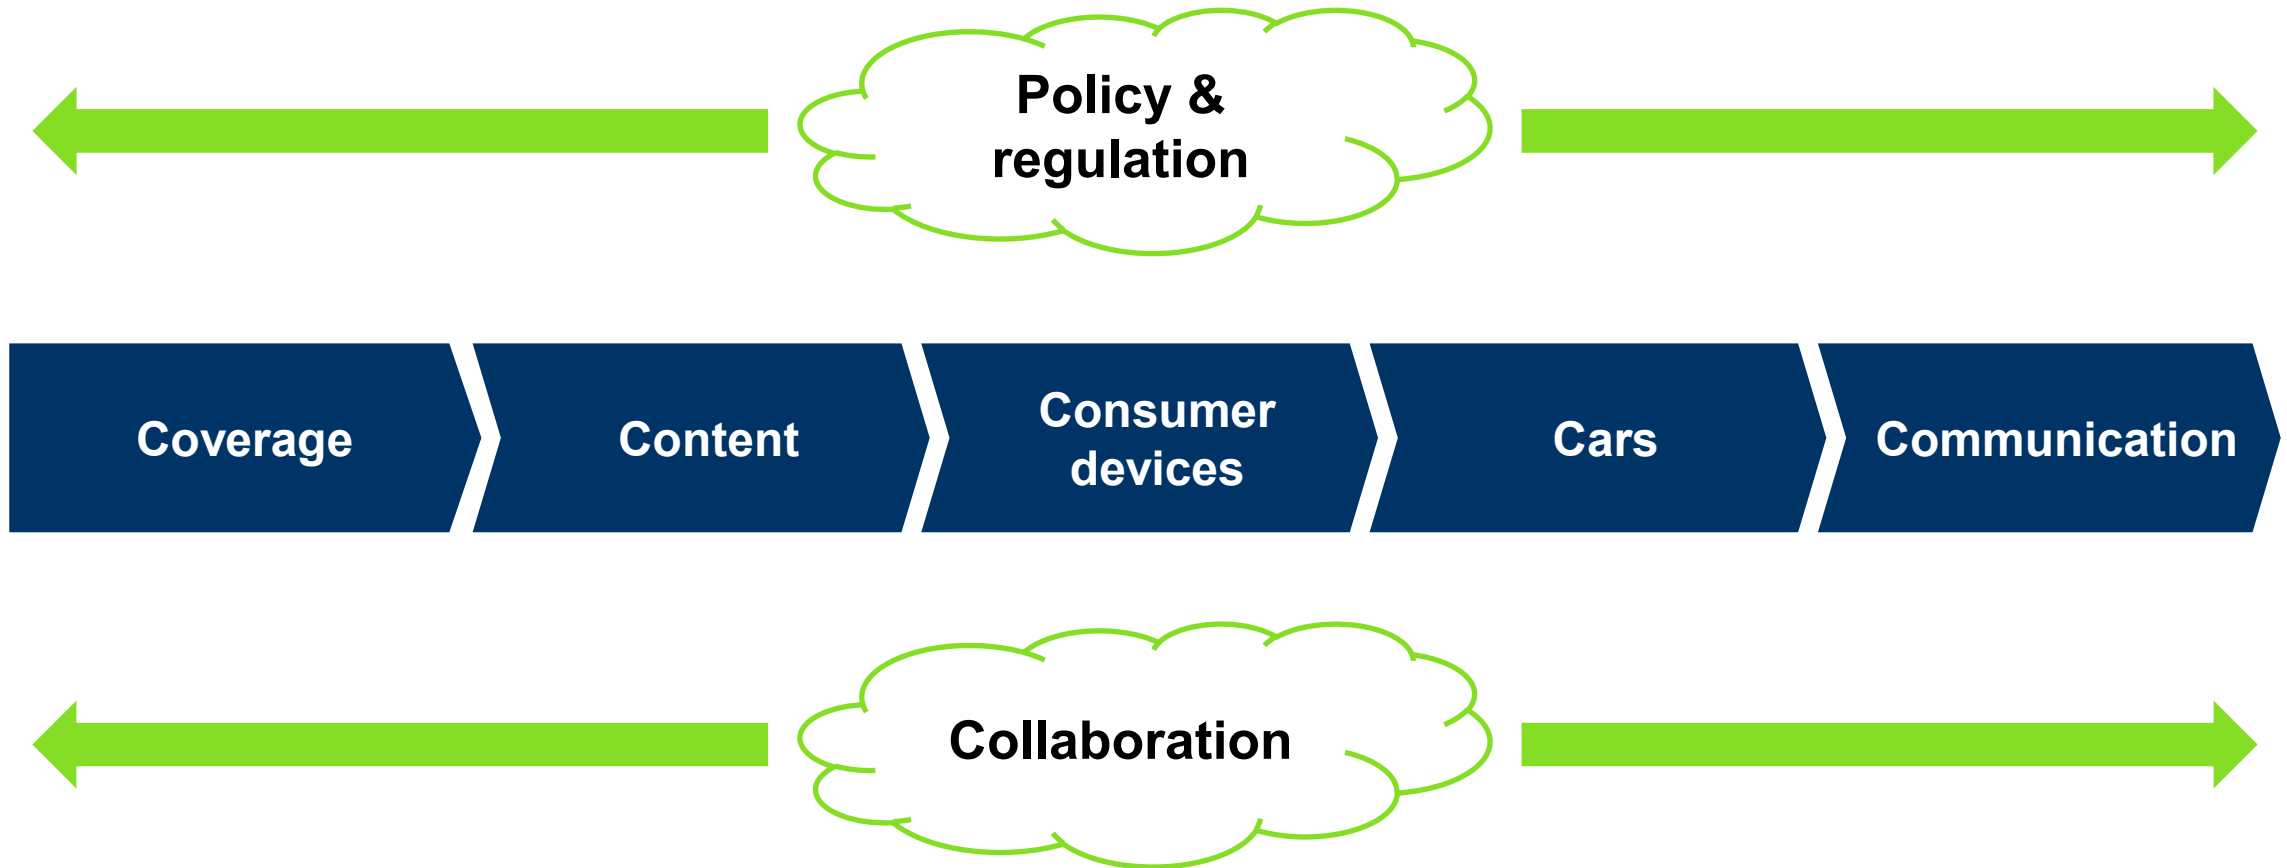 Policy &
regulation
Coverage
Content
Consumer
devices
Cars
Communication
Collaboration